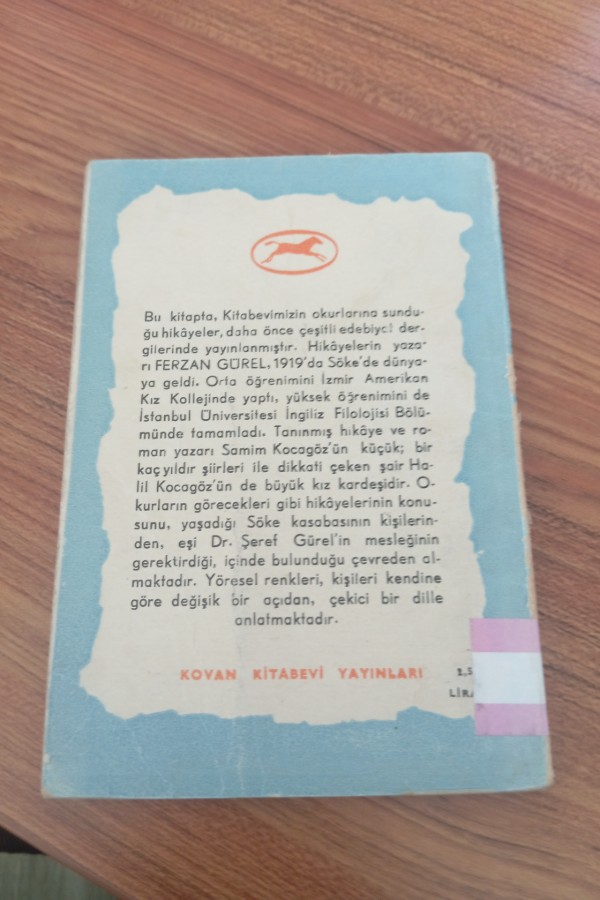 Bu kitapta, Kitabevimizin okurlarına sundu-
ğu hikâyeler, daha önce çeşitli edebiyat der-
gilerinde yayınlanmıştır. Hikâyelerin yaza-
rı FERZAN GÜREL, 1919'da Söke'de dünya-
ya geldi. Orta öğrenimini İzmir Amerikan
Kız Kollejinde yaptı, yüksek öğrenimini de
İstanbul Üniversitesi İngiliz Filolojisi Bölü-
münde tamamladı. Tanınmış hikâye ve ro-
man yazarı Samim Kocagöz'ün küçük; bir
kaç yıldır şiirleri ile dikkati çeken şair Ha-
lil Kocagöz'ün de büyük kız kardeşidir. O-
kurların görecekleri gibi hikâyelerinin konu-
sunu, yaşadığı Söke kasabasının kişilerin-
den, eşi Dr. Şeref Gürel'in mesleğinin
gerektirdiği, içinde bulunduğu çevreden al-
maktadır. Yöresel renkleri, kişileri kendine
göre değişik bir açıdan, çekici bir dille
anlatmaktadır.
KOVAN KİTABEVİ YAYINLARI